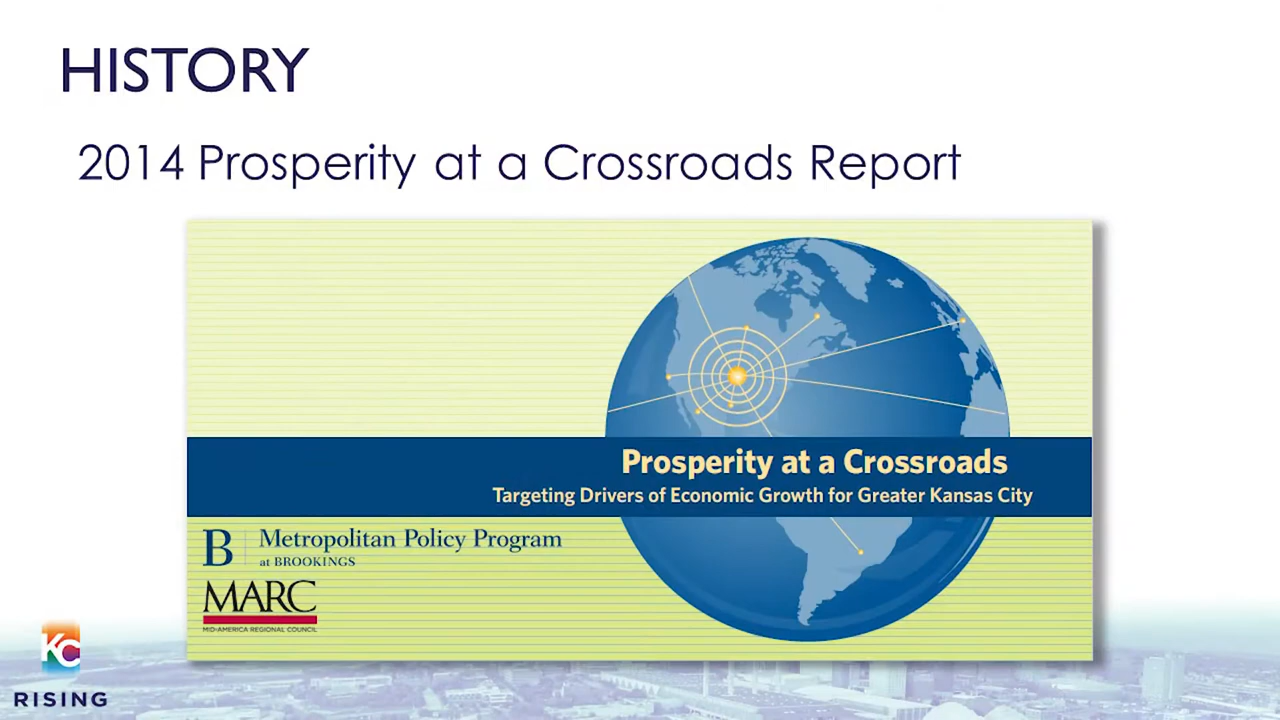 HISTORY
2014 Prosperity at a Crossroads Report
Prosperity at a Crossroads
Targeting Drivers of Economic Growth for Greater Kansas City
B Metropolitan Policy Program
at BROOKINGS
MARC
MID-AMERICA REGIONAL COUNCIL
KC
RISING